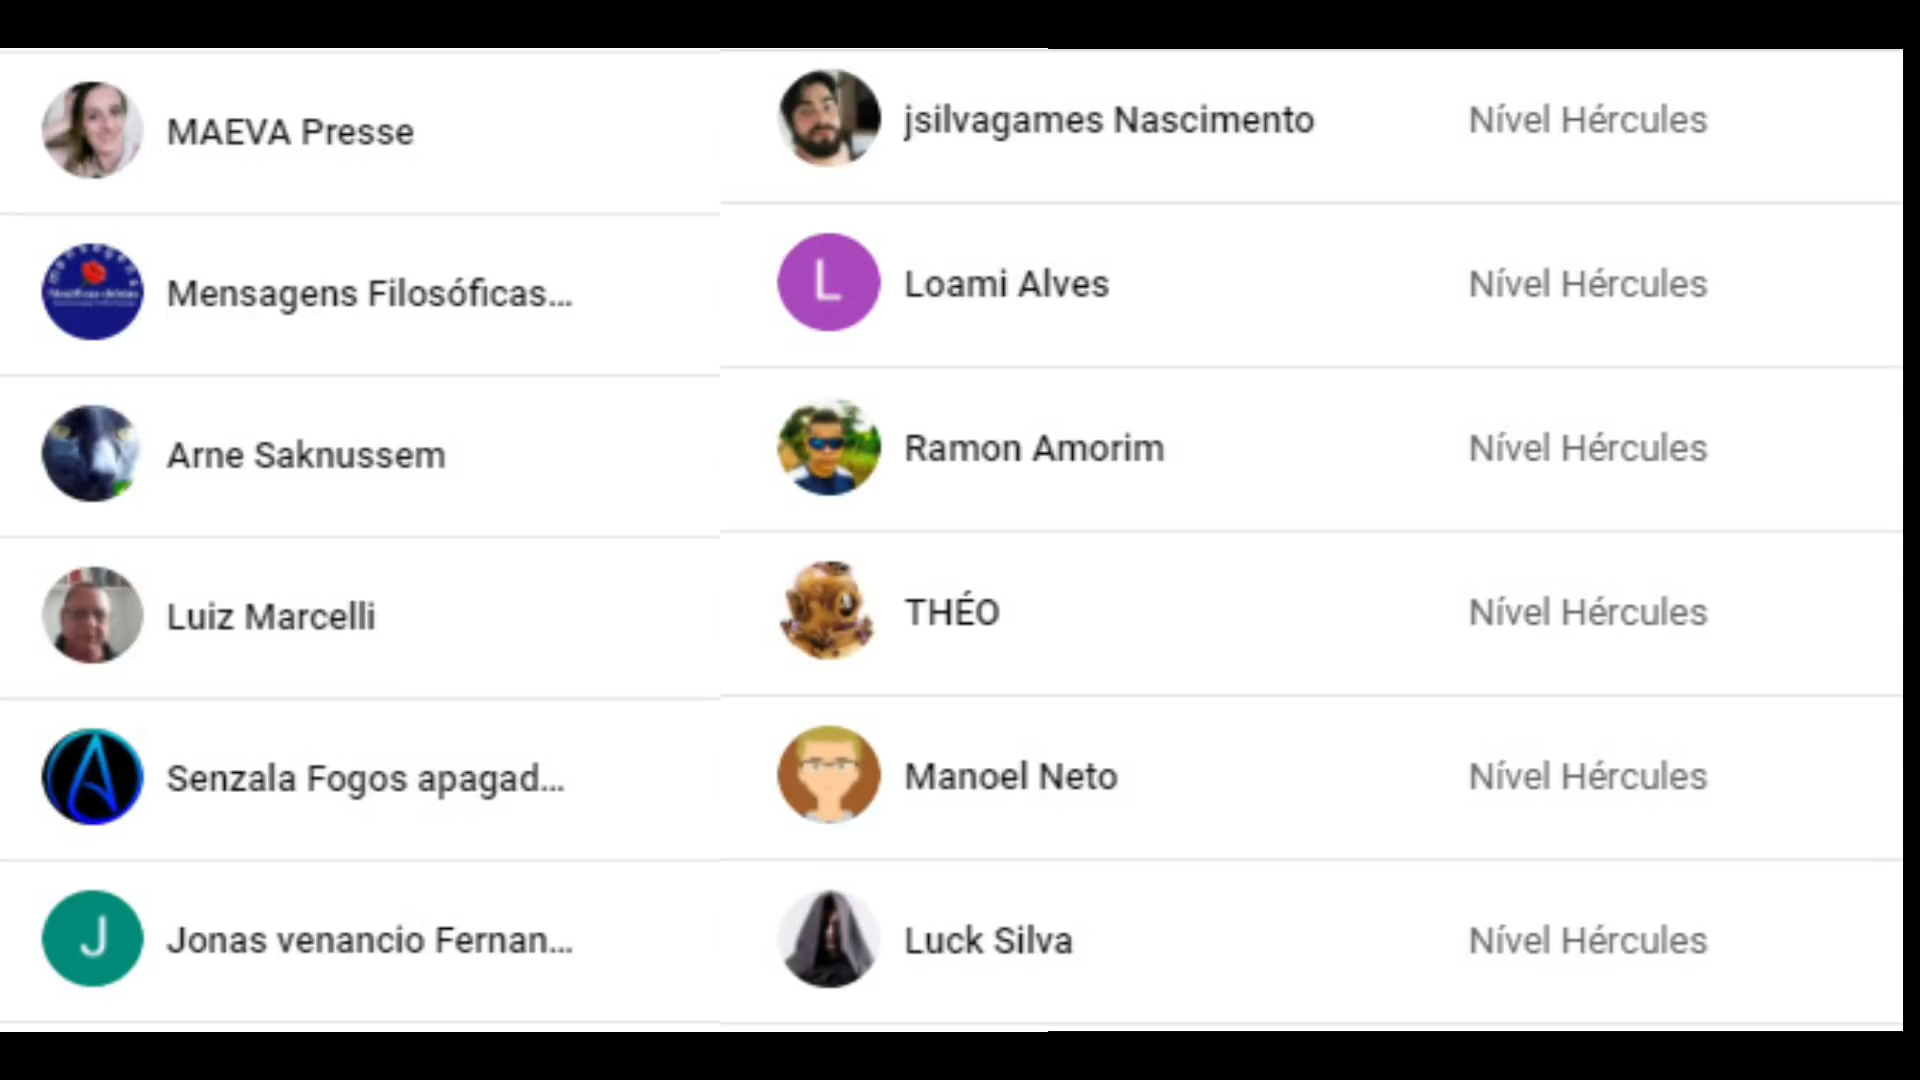 MAEVA Presse
Mensagens Filosóficas...
Arne Saknussem
Luiz Marcelli
Senzala Fogos apagad...
J
Jonas venancio Fernan...
jsilvagames Nascimento Nível Hércules
L
Loami Alves Nível Hércules
Ramon Amorim Nível Hércules
THÉO Nível Hércules
Manoel Neto Nível Hércules
Luck Silva Nível Hércules